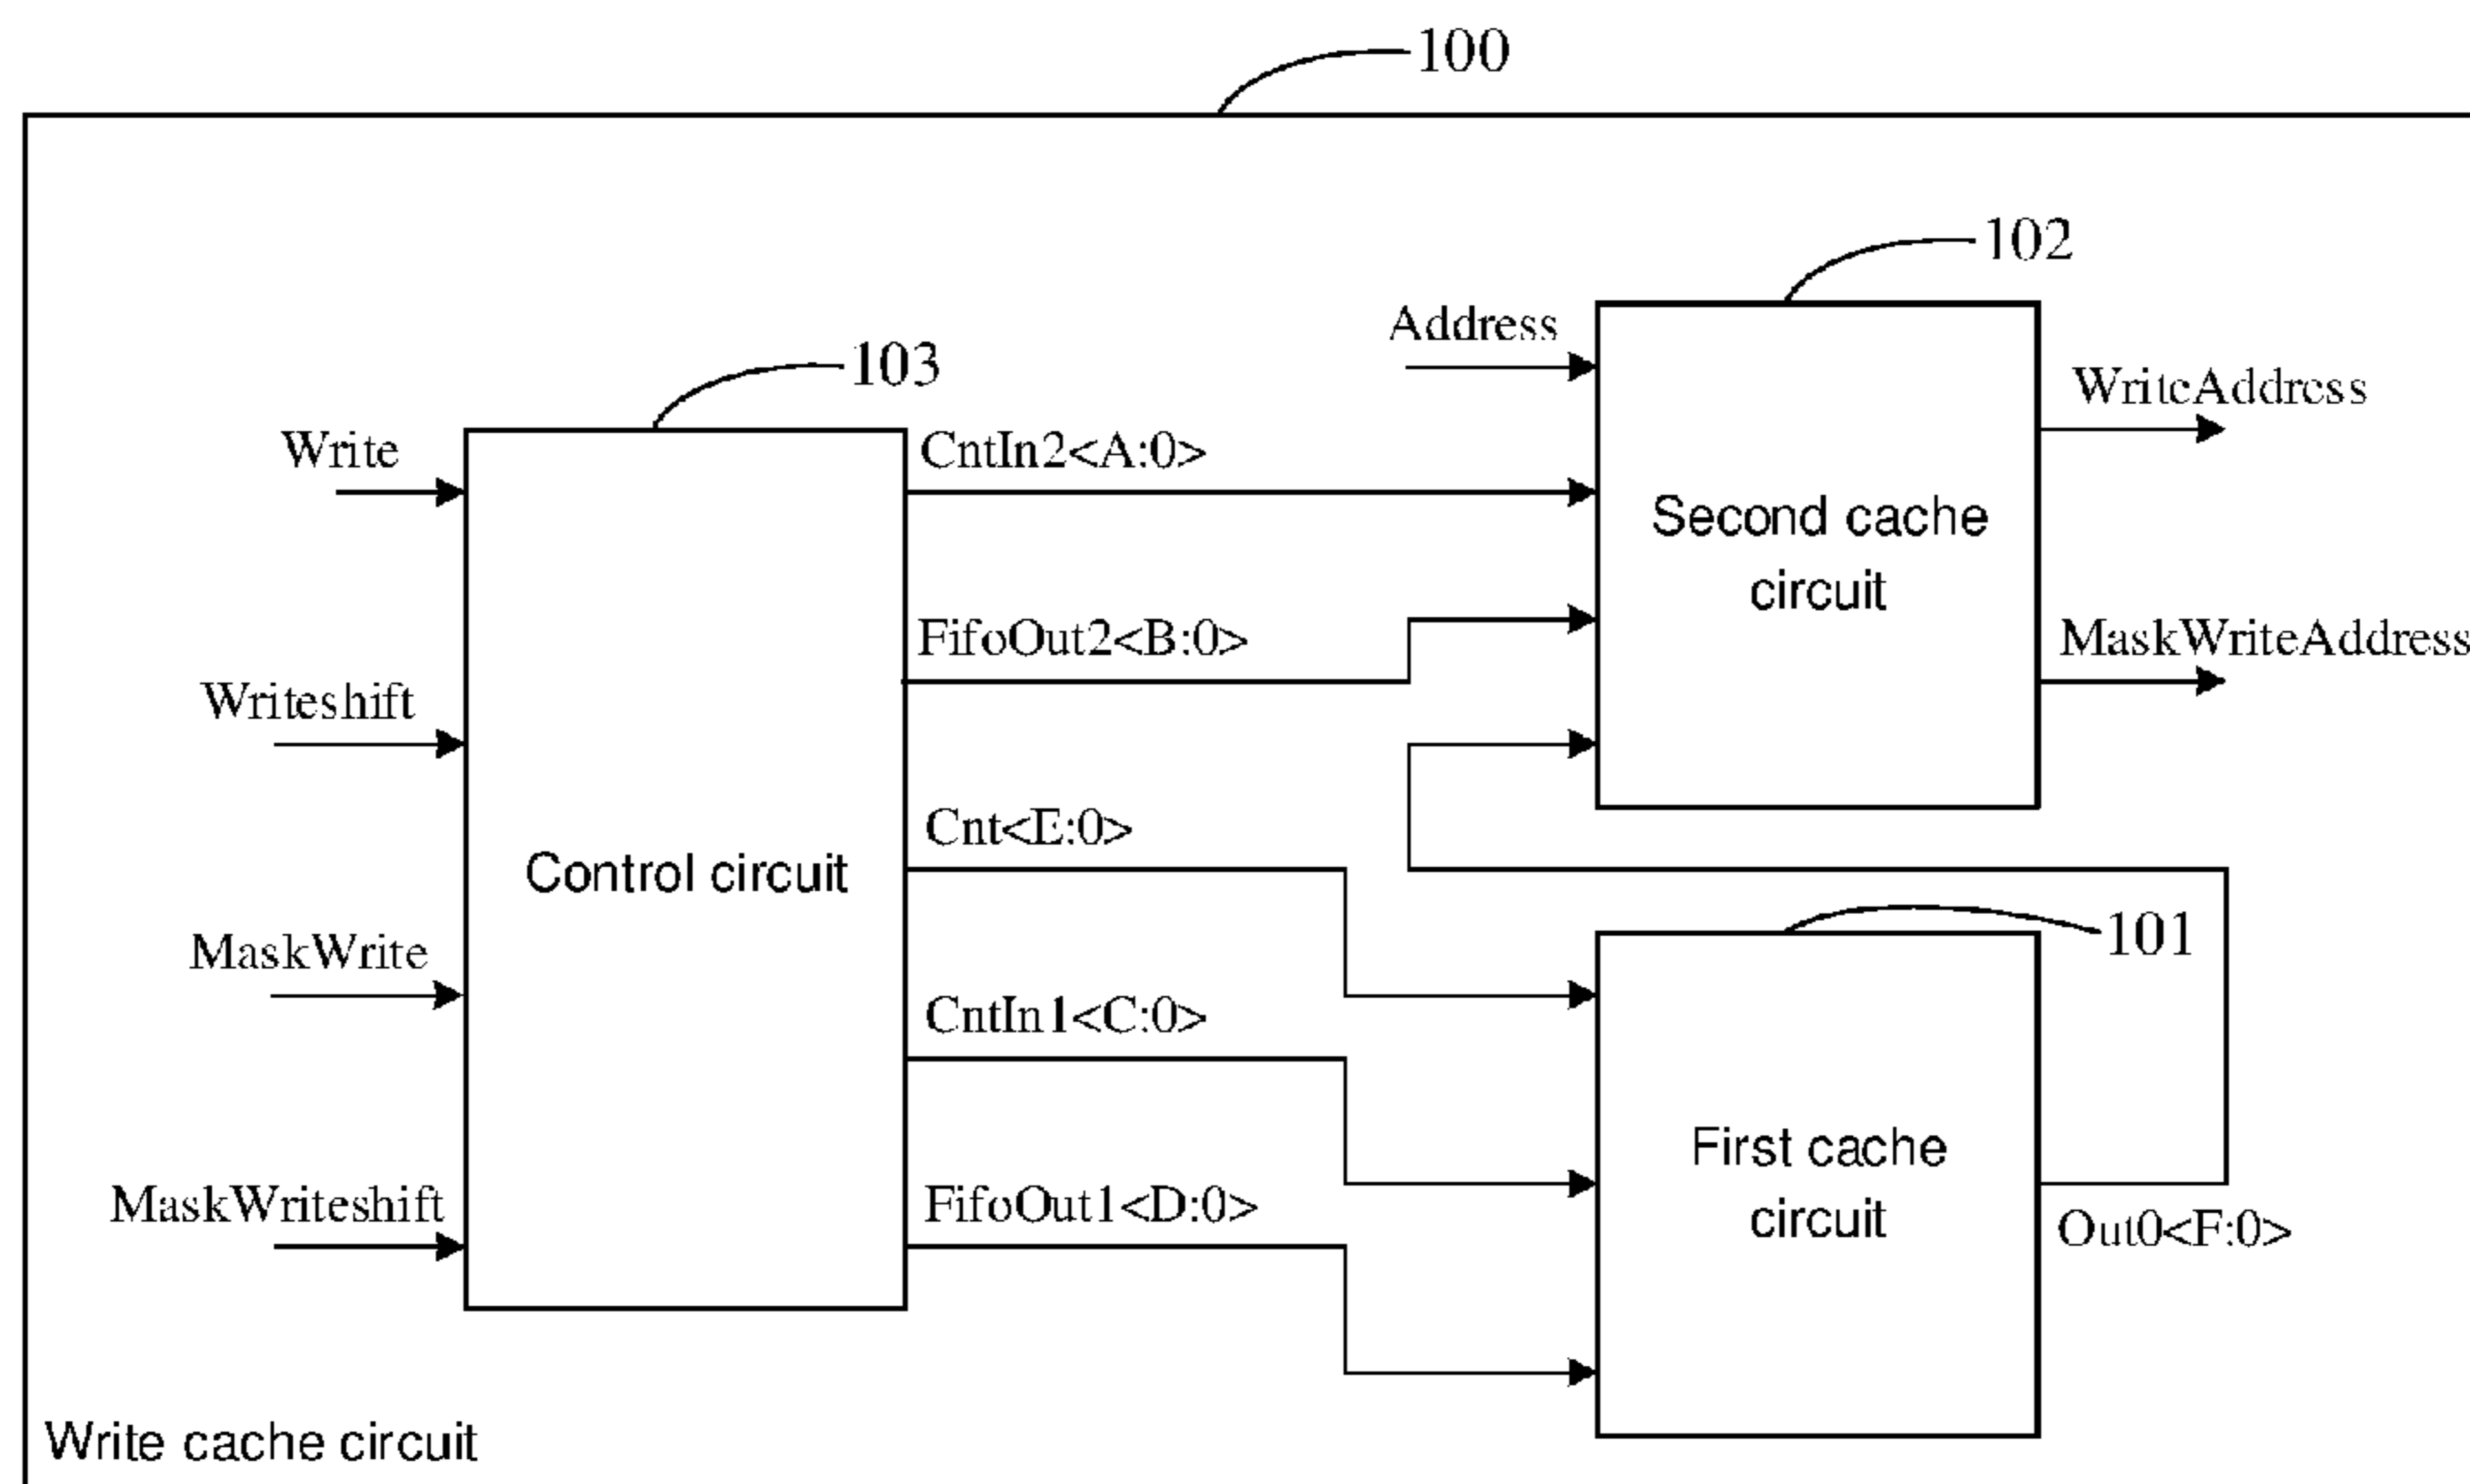 100
102
Address
103
WriteAddress
Write
CntIn2<A:0>
Second cache
circuit
FifoOut2<B:0>
MaskWriteAddress
Writeshift
Cnt<E:0>
Control circuit
101
MaskWrite
CntIn1<C:0>
First cache
circuit
MaskWriteshift
FifoOut1<D:0>
Out0<F:0>
Write cache circuit